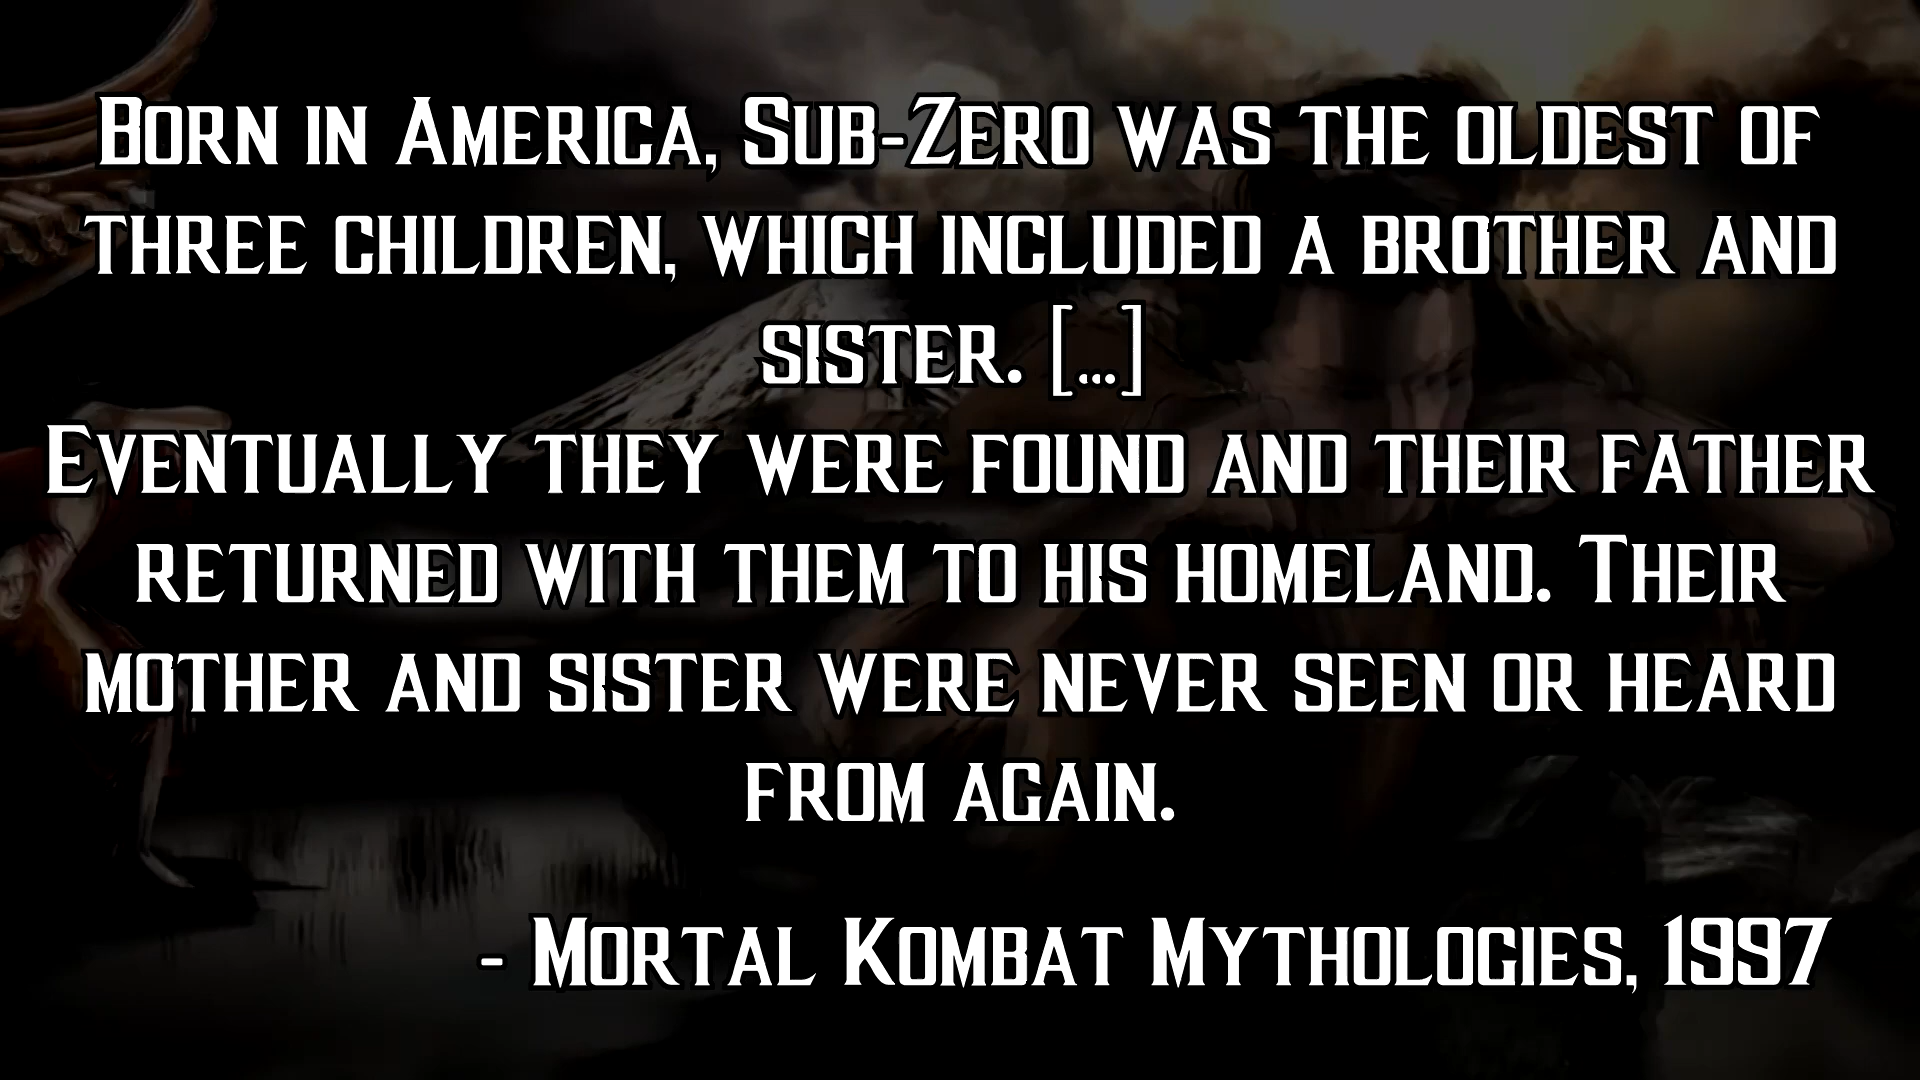 Born in America, Sub-Zero was the oldest of
three children, which included a brother and
sister. [...]
Eventually they were found and their father
returned with them to his homeland. Their
mother and sister were never seen or heard
from again.
- Mortal Kombat Mythologies, 1997